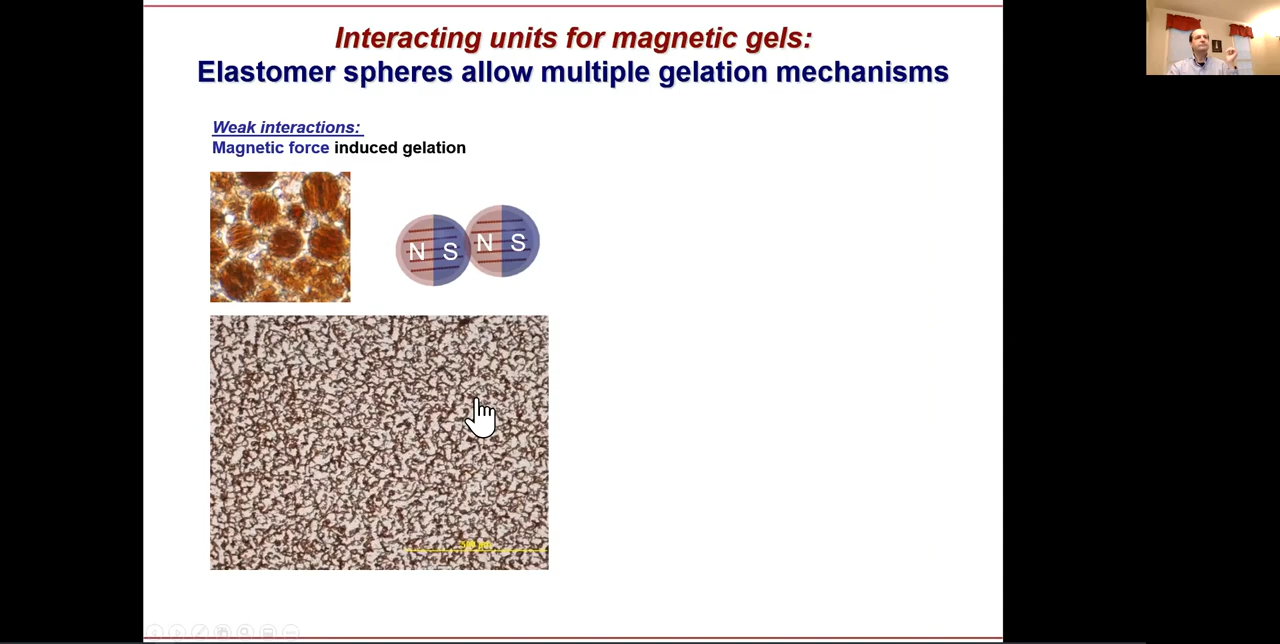 Interacting units for magnetic gels:
Elastomer spheres allow multiple gelation mechanisms
Weak interactions:
Magnetic force induced gelation
N S N S